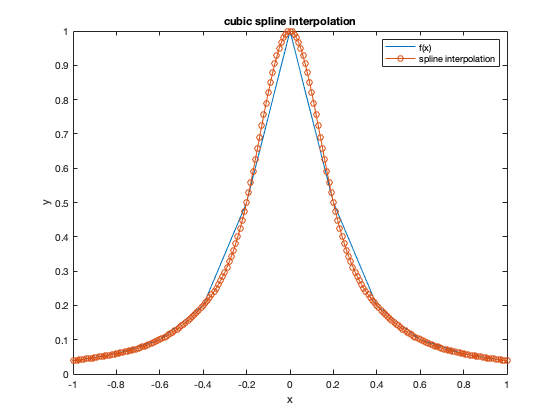 cubic spline interpolation
f(x)
spline interpolation
1
0.9
0.8
0.7
0.6
0.5
0.4
0.3
0.2
0.1
0
y
-1 -0.8 -0.6 -0.4 -0.2 0 0.2 0.4 0.6 0.8 1
x